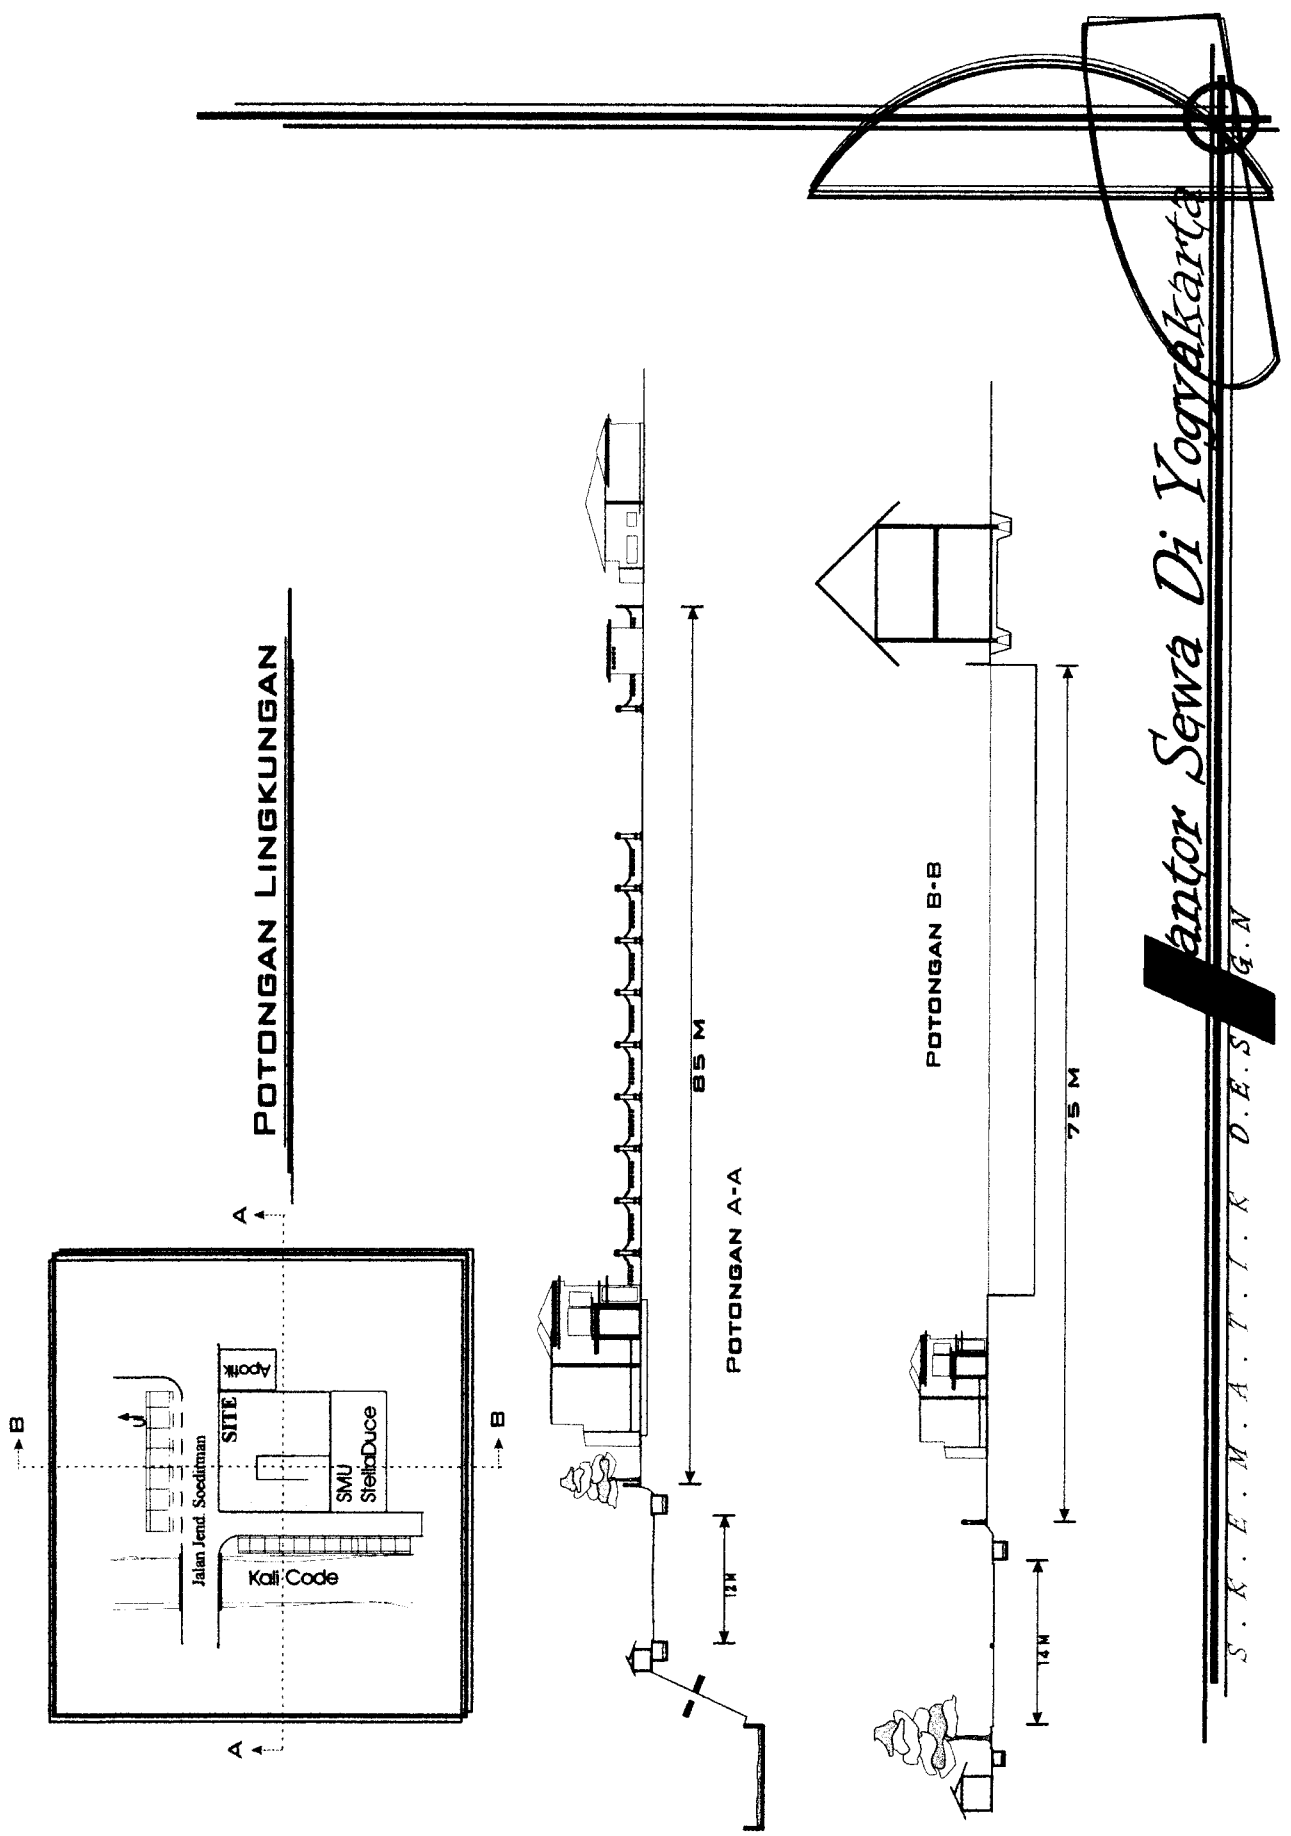 POTONGAN LINGKUNGAN
B
A
A
B
Jalan Jend. Soedirman
SITE
Apotik
U
SMU
StellaDuce
Kali Code
12 M
85 M
POTONGAN A-A
POTONGAN B-B
14 M
75 M
antor Sewa Di Yogyakarta
S.K.E.M.A.T.I.K D.E.S G.N